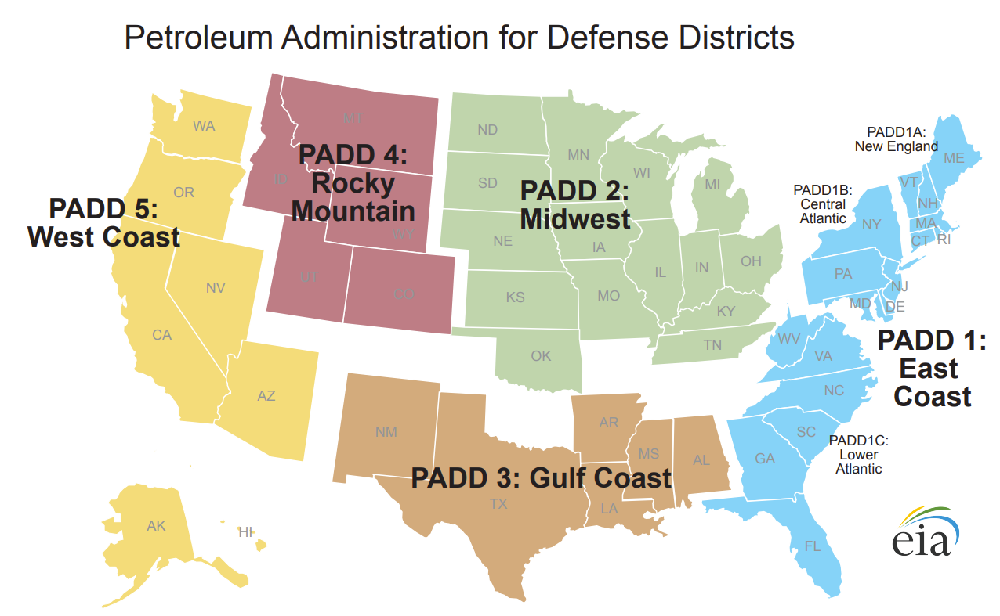 Petroleum Administration for Defense Districts
PADD 5:
West Coast
WA
OR
NV
CA
AZ
AK
HI
PADD 4:
Rocky
Mountain
MT
ID
WY
UT
CO
PADD 2:
Midwest
ND
SD
NE
KS
OK
MN
IA
MO
WI
IL
IN
MI
OH
KY
TN
PADD 3: Gulf Coast
NM
TX
AR
LA
MS
AL
PADD 1:
East
Coast
PADD1A:
New England
ME
VT
NH
MA
CT
RI
PADD1B:
Central
Atlantic
NY
PA
NJ
MD
DE
PADD1C:
Lower
Atlantic
WV
VA
NC
SC
GA
FL
eia